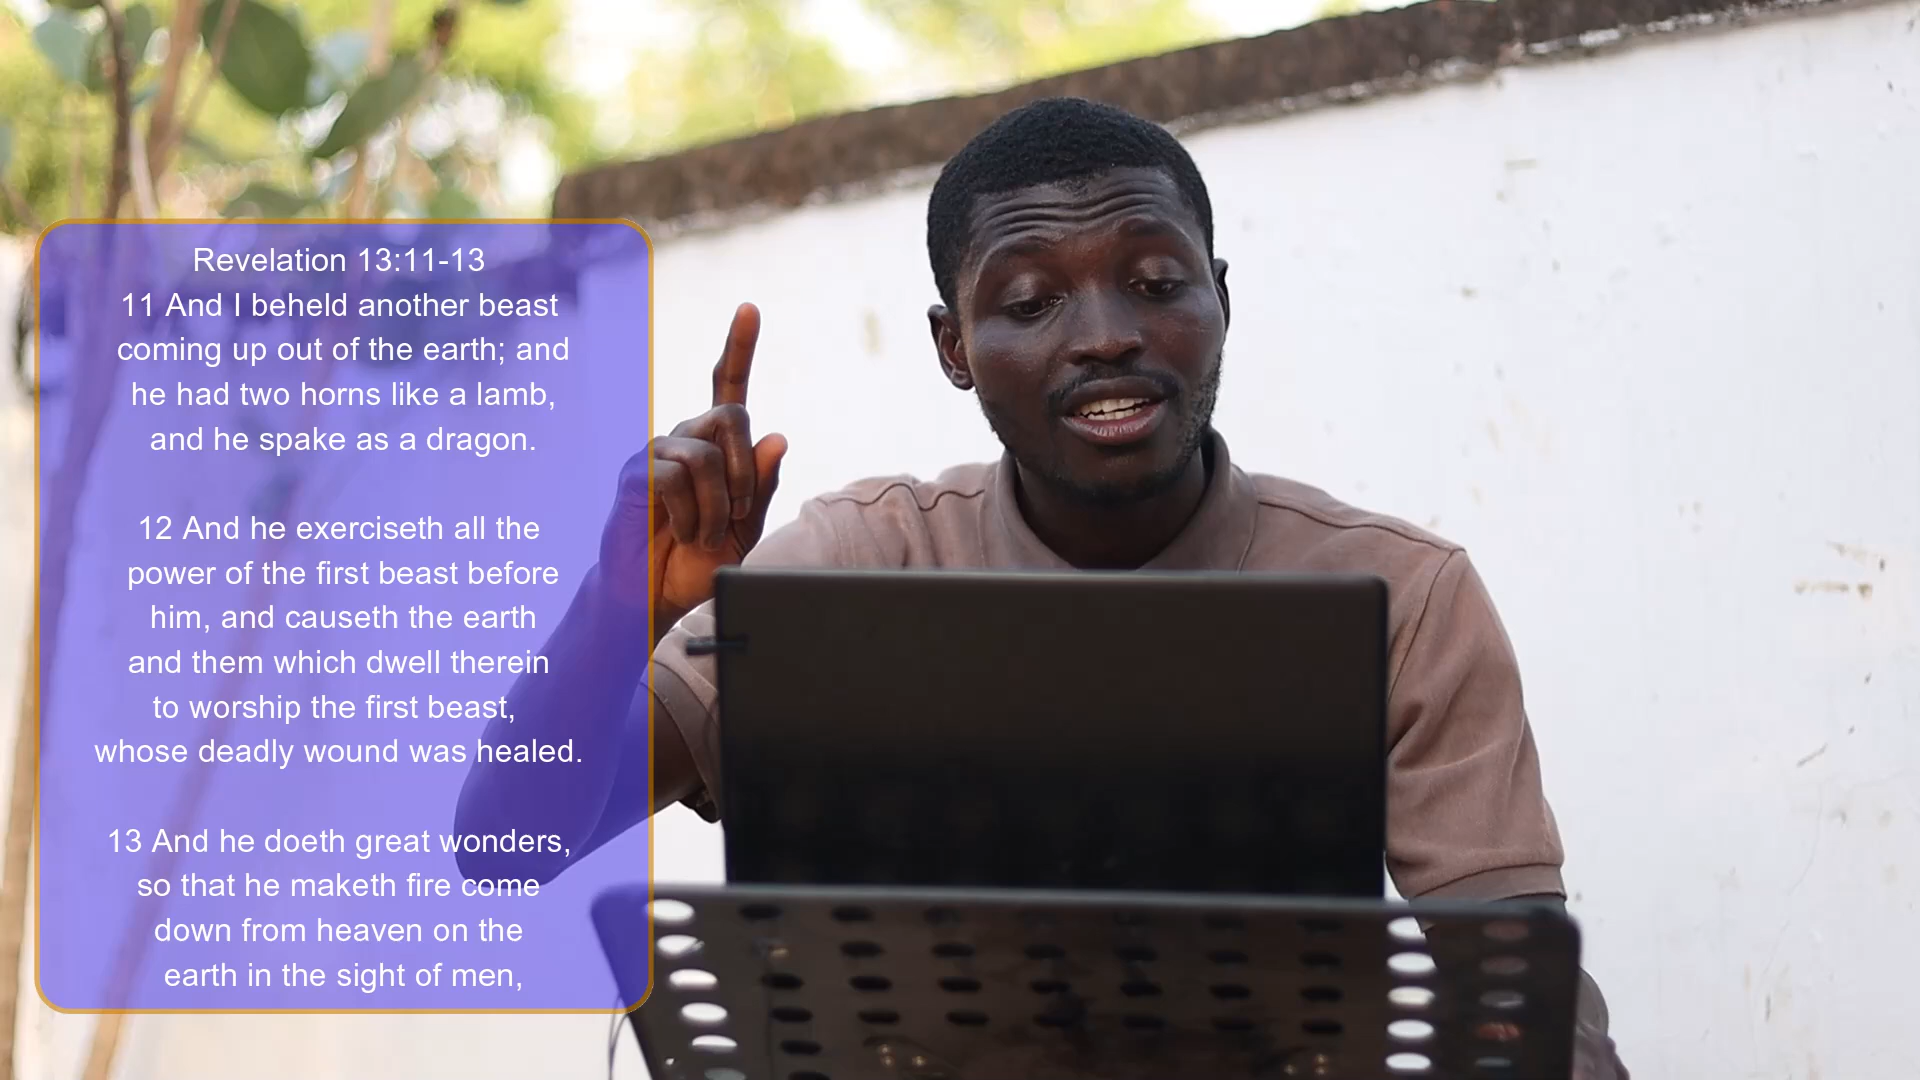 Revelation 13:11-13
11 And I beheld another beast
coming up out of the earth; and
he had two horns like a lamb,
and he spake as a dragon.
12 And he exerciseth all the
power of the first beast before
him, and causeth the earth
and them which dwell therein
to worship the first beast,
whose deadly wound was healed.
13 And he doeth great wonders,
so that he maketh fire come
down from heaven on the
earth in the sight of men,